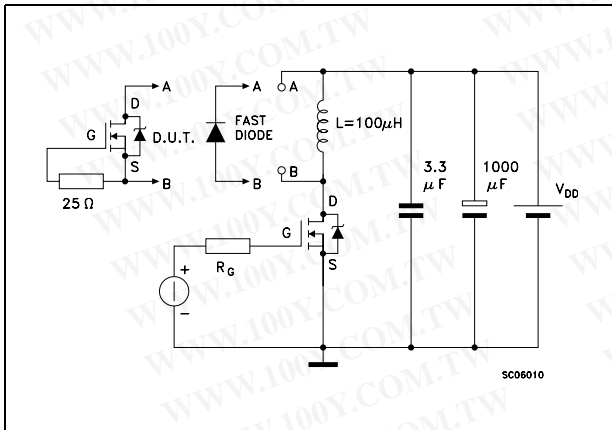 WWW.100Y.COM.TW
A
A
A
D
G
D.U.T.
S
FAST
DIODE
L=100μH
B
B
B
25 Ω
3.3
μF
1000
μF
VDD
D
G
S
RG
+
-
SC06010